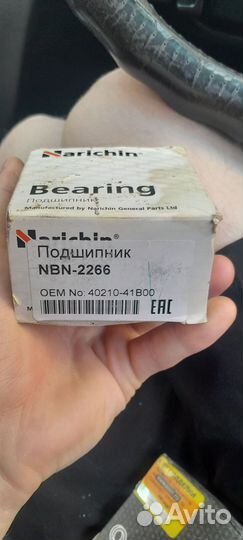 Narichin®
Bearing
Подшипник
Manufactured by Narichin General Parts Ltd
Narichin®
Подшипник
NBN-2266
OEM No: 40210-41B00
M
EAC
Avito